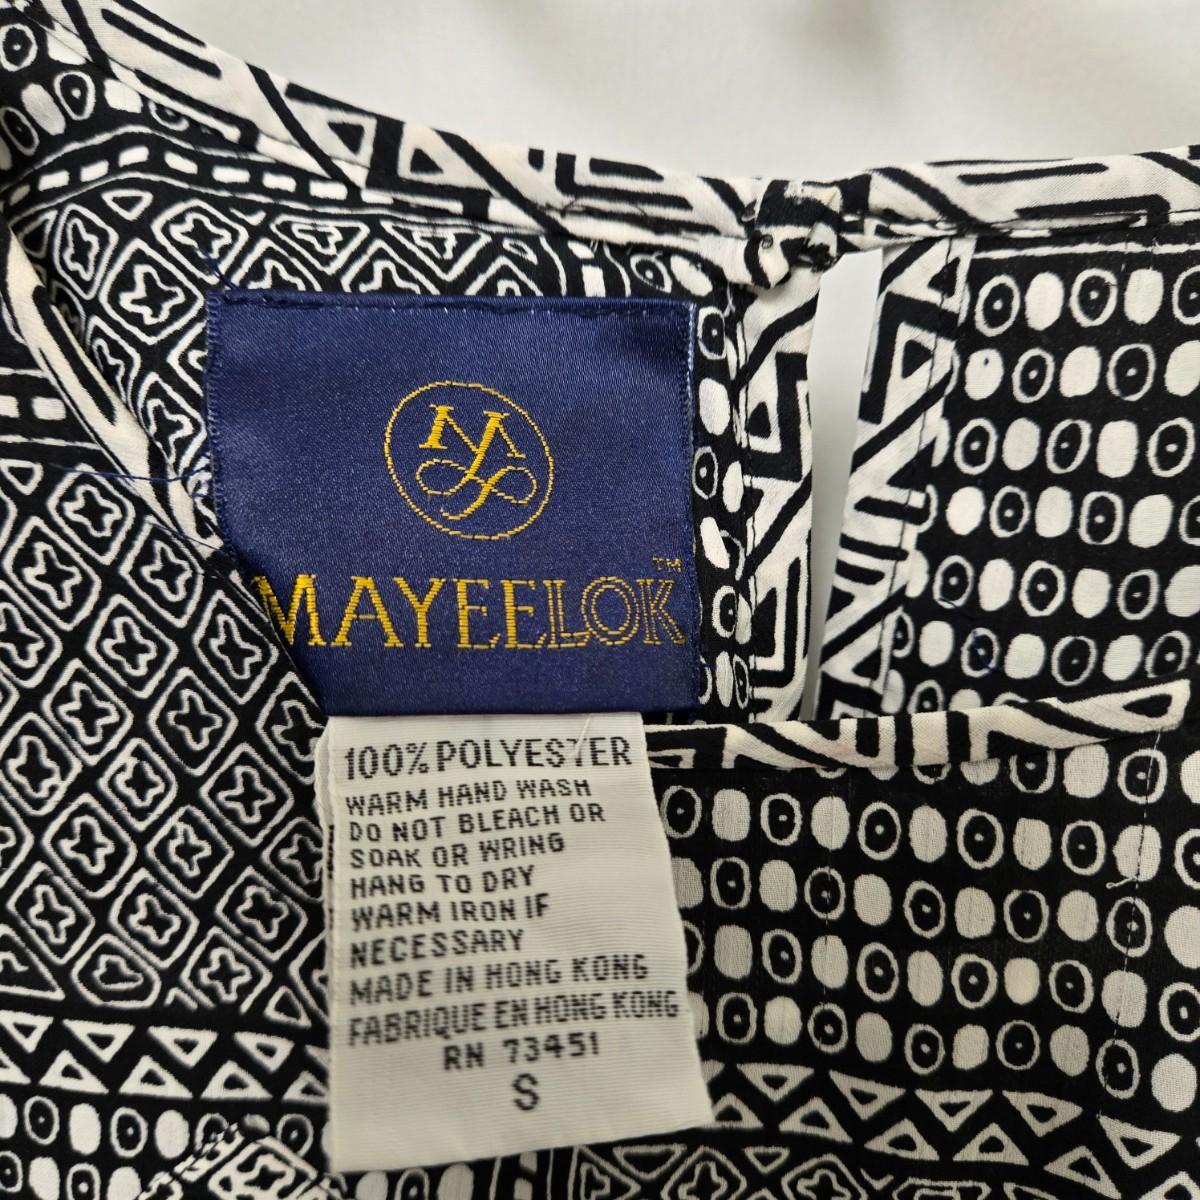 MAYEELOK™
100% POLYESTER
WARM HAND WASH
DO NOT BLEACH OR
SOAK OR WRING
HANG TO DRY
WARM IRON IF
NECESSARY
MADE IN HONG KONG
FABRIQUE EN HONG KONG
RN 73451
S